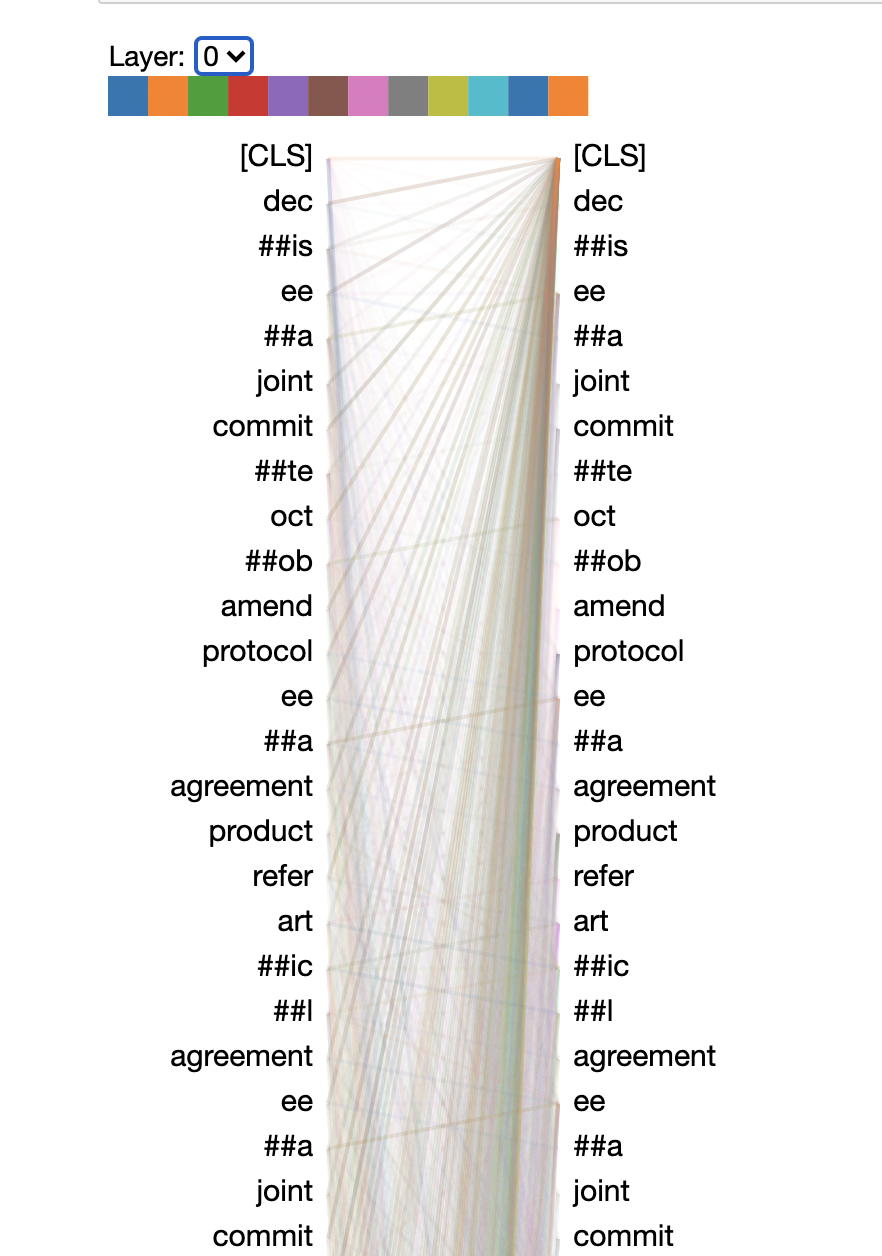 Layer: 0
[CLS] [CLS]
dec dec
##is ##is
ee ee
##a ##a
joint joint
commit commit
##te ##te
oct oct
##ob ##ob
amend amend
protocol protocol
ee ee
##a ##a
agreement agreement
product product
refer refer
art art
##ic ##ic
##l ##l
agreement agreement
ee ee
##a ##a
joint joint
commit commit